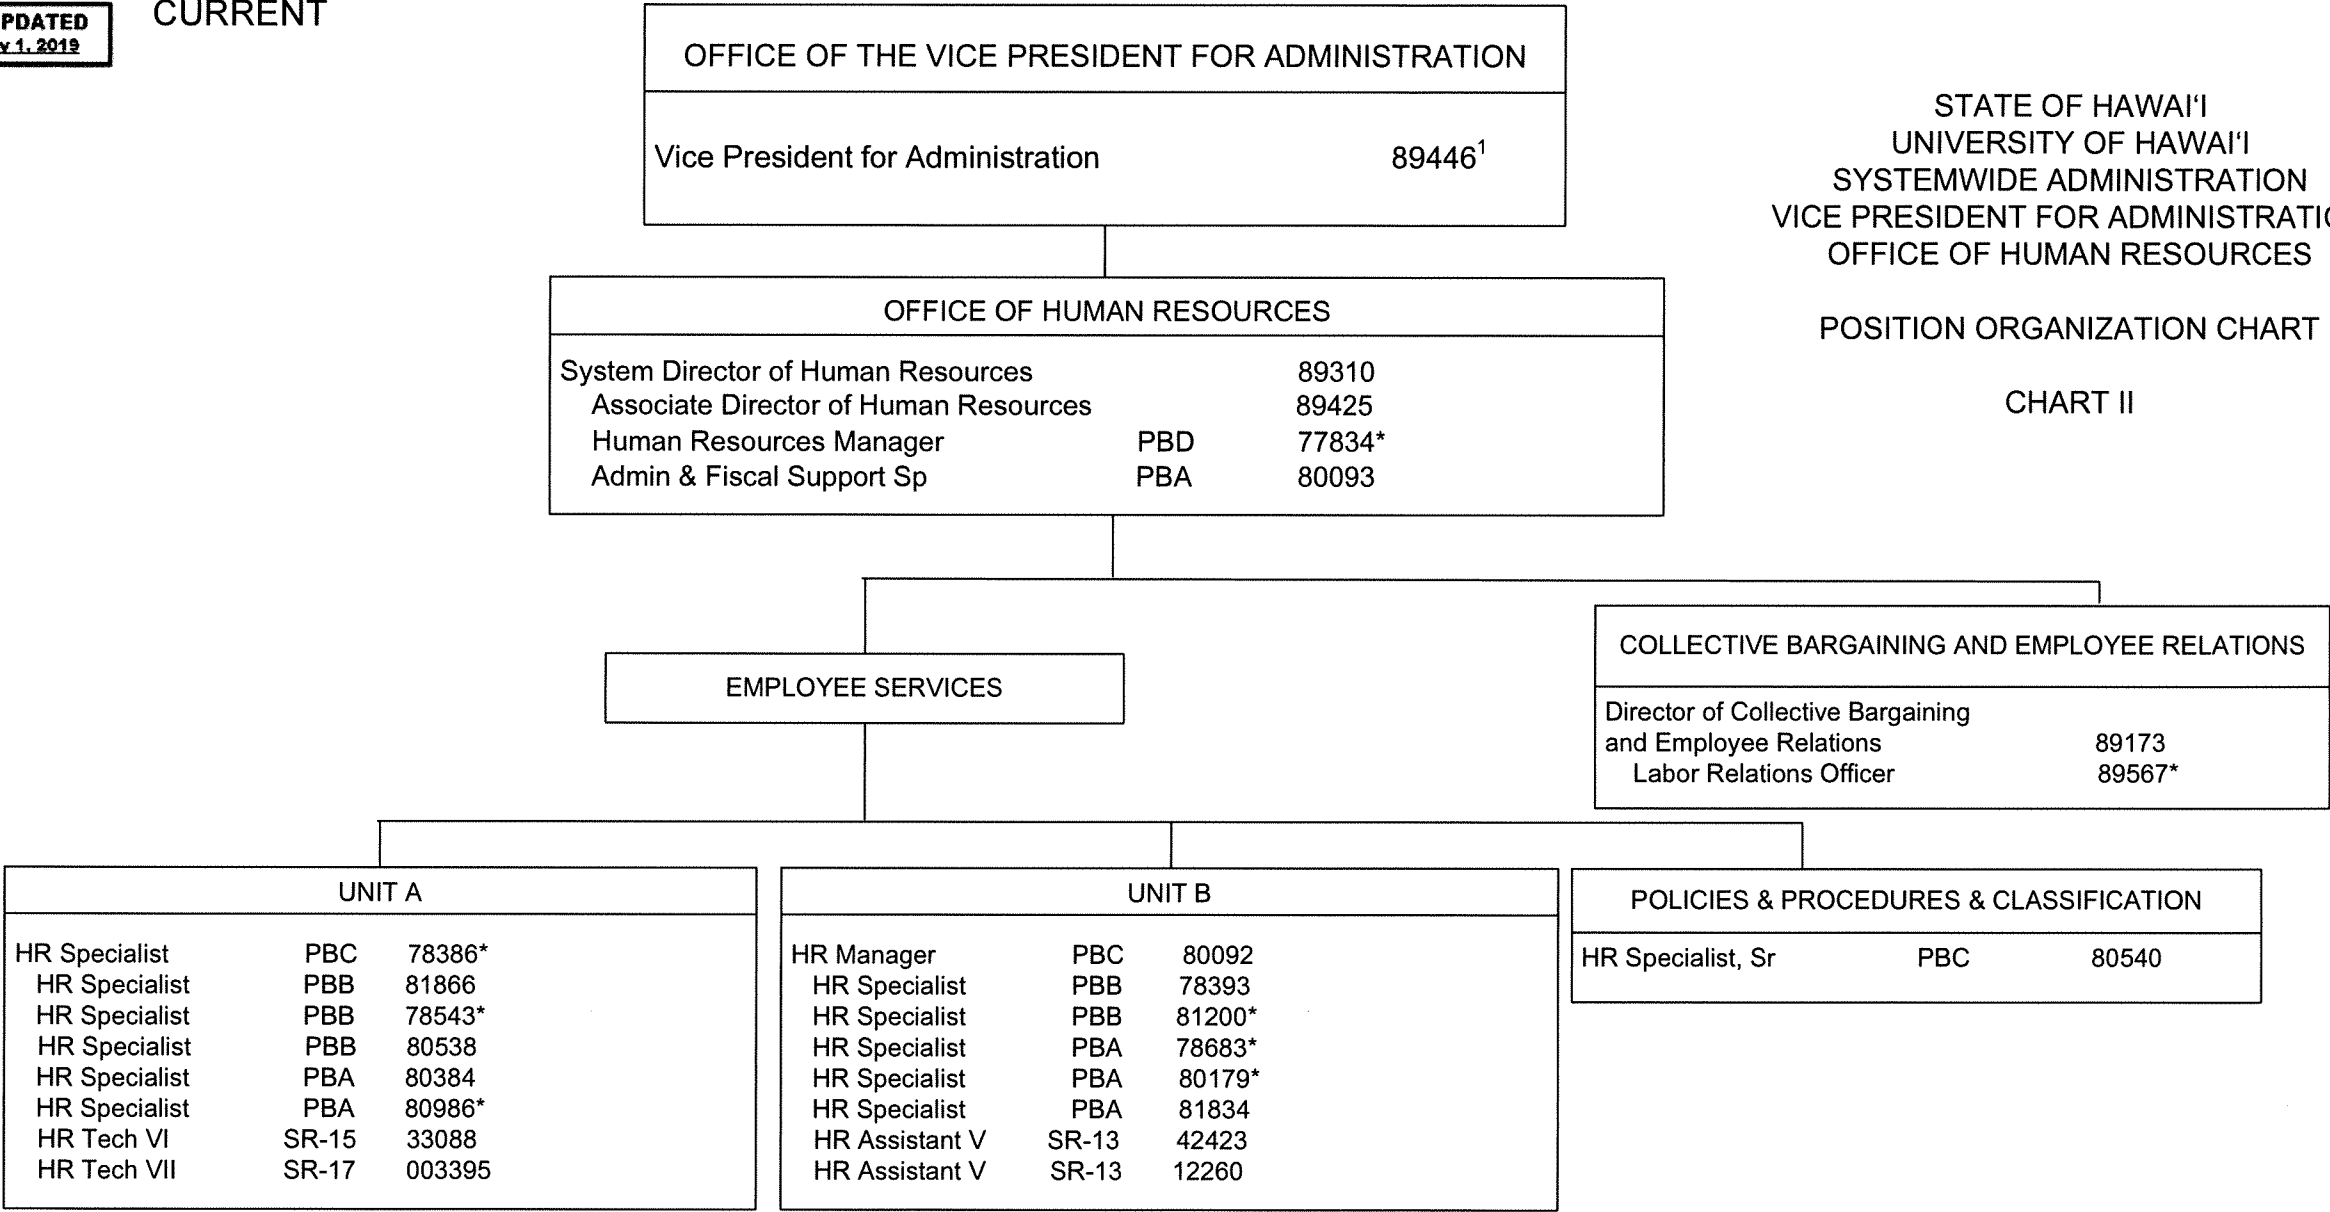 PDATED
y 1, 2019
CURRENT
OFFICE OF THE VICE PRESIDENT FOR ADMINISTRATION
Vice President for Administration 89446¹
STATE OF HAWAIʻI
UNIVERSITY OF HAWAIʻI
SYSTEMWIDE ADMINISTRATION
VICE PRESIDENT FOR ADMINISTRATIO
OFFICE OF HUMAN RESOURCES
POSITION ORGANIZATION CHART
CHART II
OFFICE OF HUMAN RESOURCES
System Director of Human Resources 89310
Associate Director of Human Resources 89425
Human Resources Manager PBD 77834*
Admin & Fiscal Support Sp PBA 80093
EMPLOYEE SERVICES
COLLECTIVE BARGAINING AND EMPLOYEE RELATIONS
Director of Collective Bargaining
and Employee Relations 89173
Labor Relations Officer 89567*
UNIT A
HR Specialist PBC 78386*
HR Specialist PBB 81866
HR Specialist PBB 78543*
HR Specialist PBB 80538
HR Specialist PBA 80384
HR Specialist PBA 80986*
HR Tech VI SR-15 33088
HR Tech VII SR-17 003395
UNIT B
HR Manager PBC 80092
HR Specialist PBB 78393
HR Specialist PBB 81200*
HR Specialist PBA 78683*
HR Specialist PBA 80179*
HR Specialist PBA 81834
HR Assistant V SR-13 42423
HR Assistant V SR-13 12260
POLICIES & PROCEDURES & CLASSIFICATION
HR Specialist, Sr PBC 80540